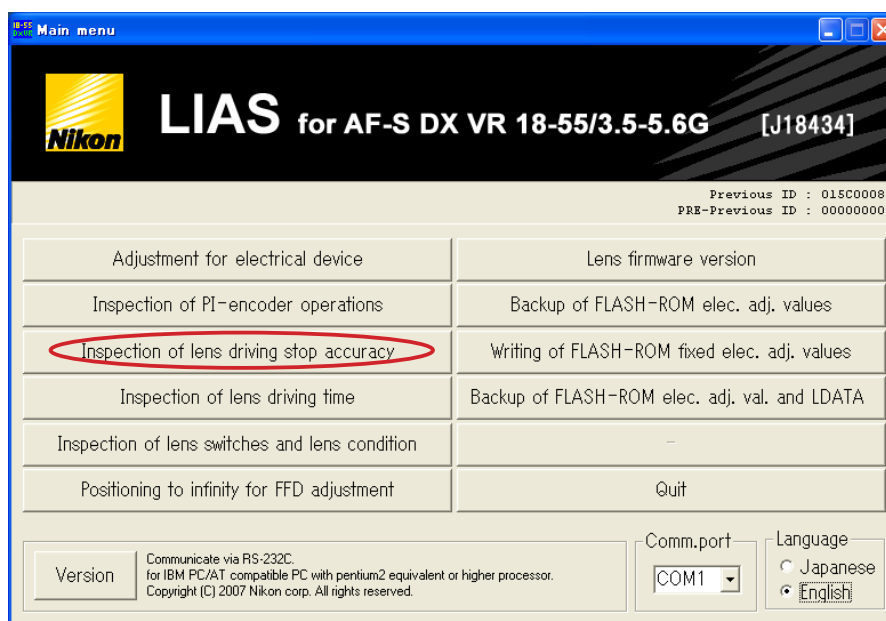 18-55
DXVR Main menu
Nikon
LIAS for AF-S DX VR 18-55/3.5-5.6G [J18434]
Previous ID : 015C0008
PRE-Previous ID : 00000000
Adjustment for electrical device
Lens firmware version
Inspection of PI-encoder operations
Backup of FLASH-ROM elec. adj. values
Inspection of lens driving stop accuracy
Writing of FLASH-ROM fixed elec. adj. values
Inspection of lens driving time
Backup of FLASH-ROM elec. adj. val. and LDATA
Inspection of lens switches and lens condition
-
Positioning to infinity for FFD adjustment
Quit
Version
Communicate via RS-232C.
for IBM PC/AT compatible PC with pentium2 equivalent or higher processor.
Copyright (C) 2007 Nikon corp. All rights reserved.
Comm.port
COM1
Language
Japanese
English